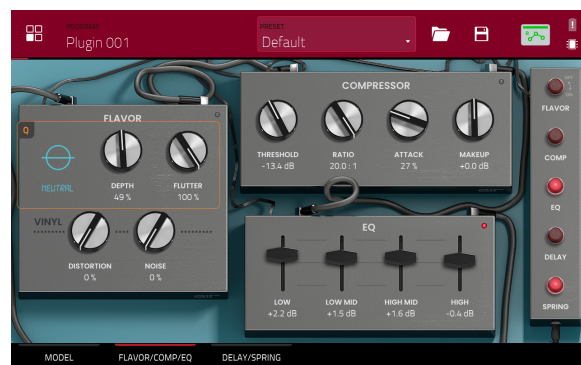 PROGRAM
Plugin 001
PRESET
Default
FLAVOR
Q
NEUTRAL
DEPTH
49 %
FLUTTER
100 %
VINYL
DISTORTION
0 %
NOISE
0 %
COMPRESSOR
THRESHOLD
-13.4 dB
RATIO
20.0 : 1
ATTACK
27 %
MAKEUP
+0.0 dB
EQ
LOW
+2.2 dB
LOW MID
+1.5 dB
HIGH MID
+1.6 dB
HIGH
-0.4 dB
OFF
ON
FLAVOR
COMP
EQ
DELAY
SPRING
MODEL
FLAVOR/COMP/EQ
DELAY/SPRING